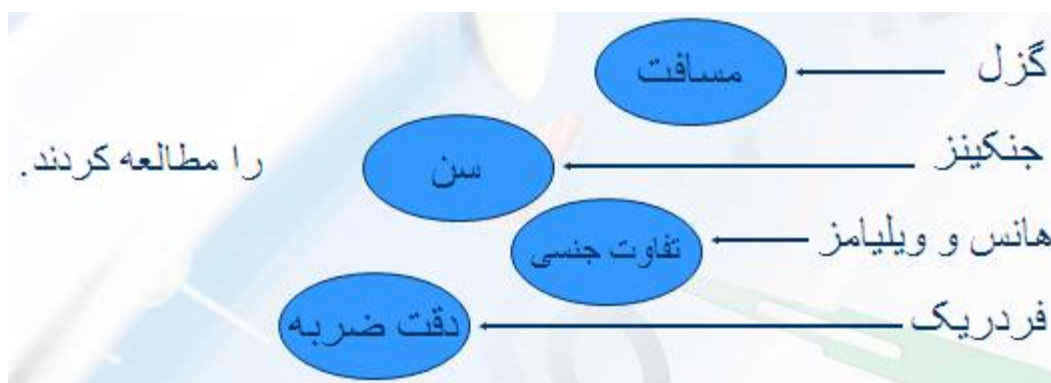 گزل مسافت
جنکینز سن را مطالعه کردند.
هانس و ویلیامز تفاوت جنسی
فردریک دقت ضربه